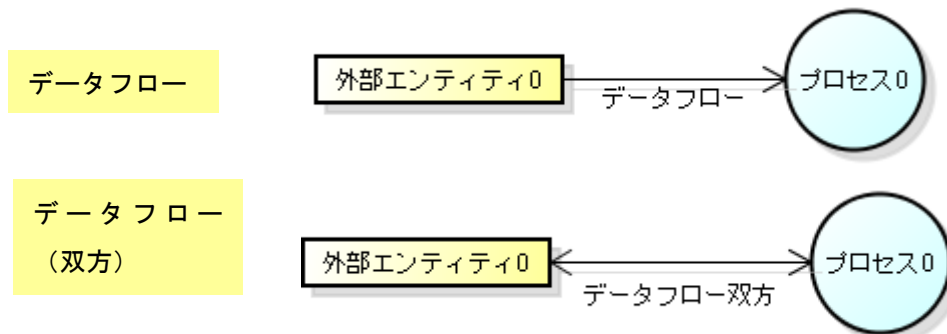 データフロー
外部エンティティ0
データフロー
プロセス0
データフロー
（双方）
外部エンティティ0
データフロー双方
プロセス0